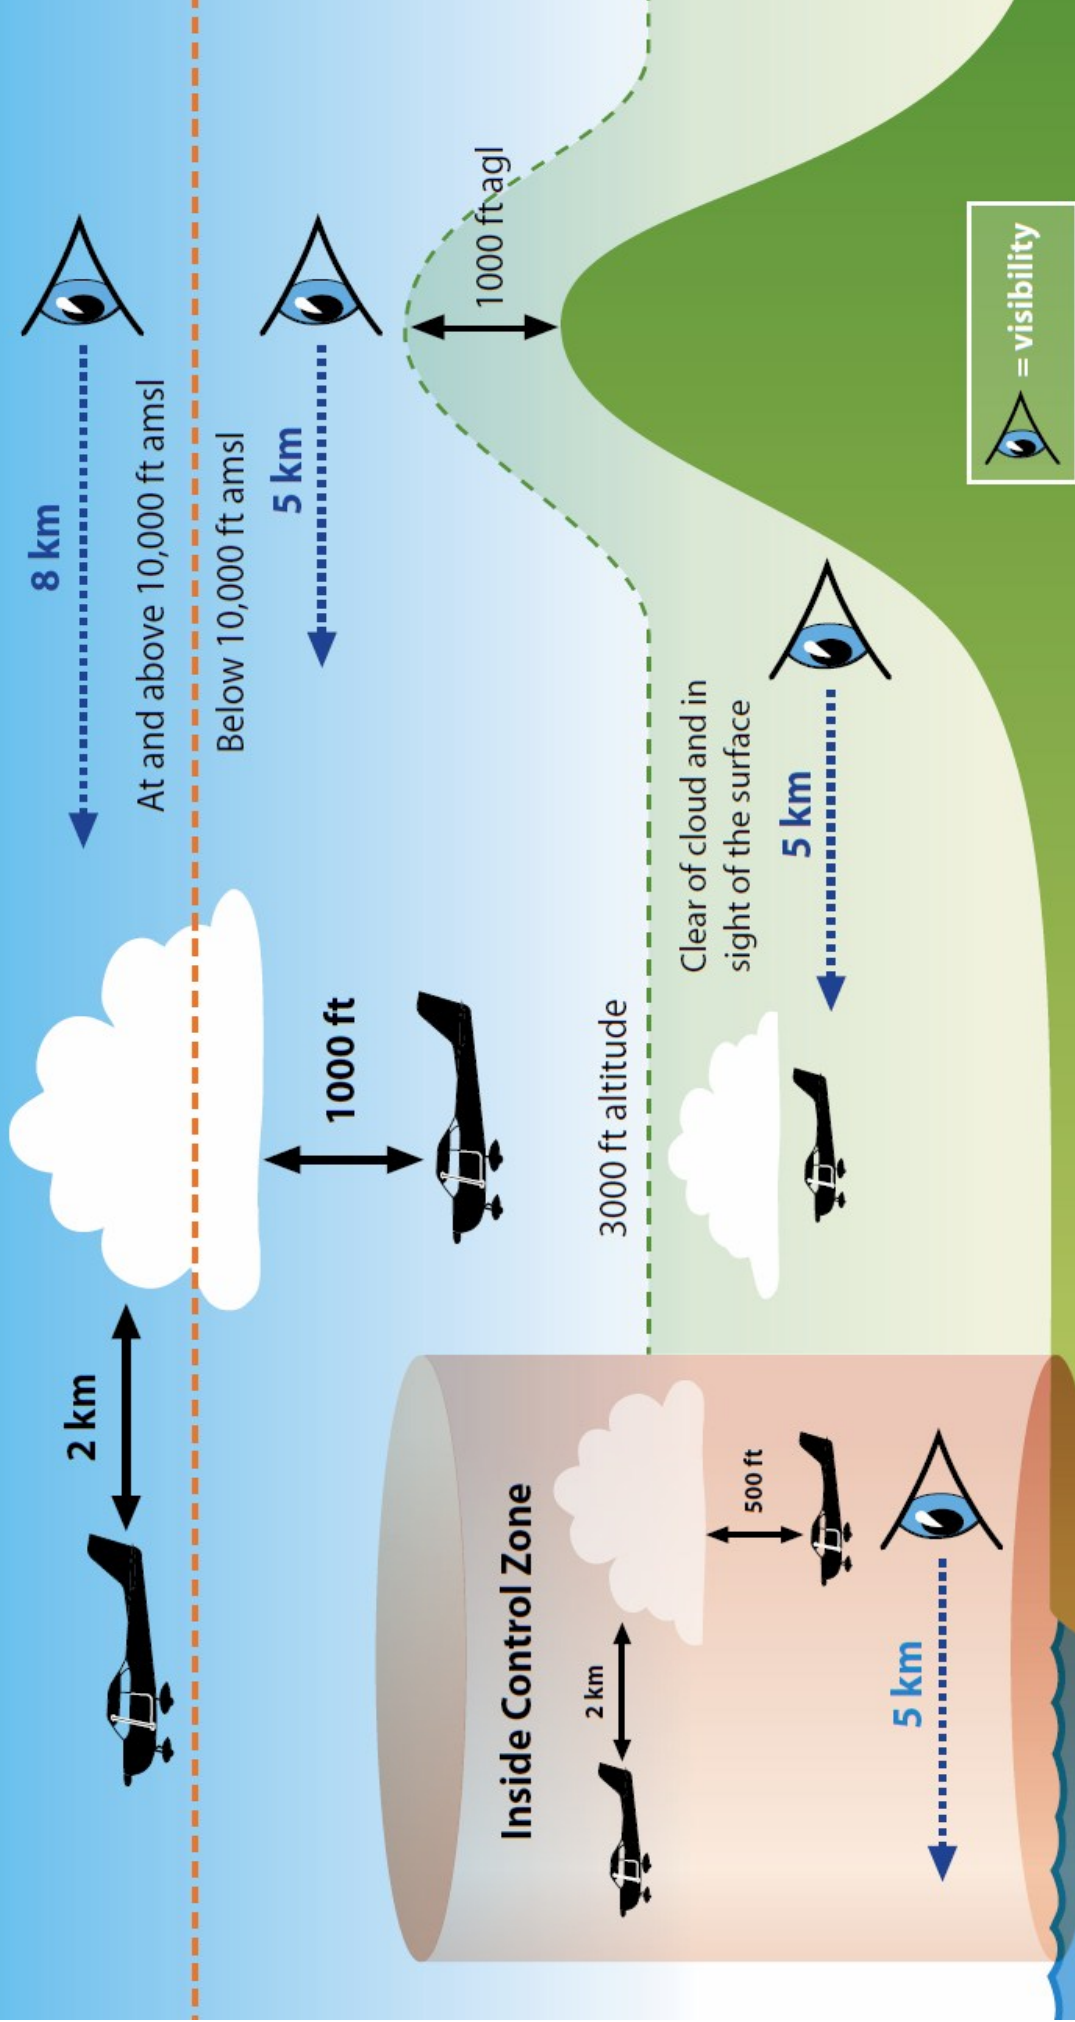 8 km
At and above 10,000 ft amsl
Below 10,000 ft amsl
5 km
2 km
1000 ft
1000 ft agl
3000 ft altitude
Clear of cloud and in
sight of the surface
5 km
Inside Control Zone
2 km
500 ft
5 km
= visibility